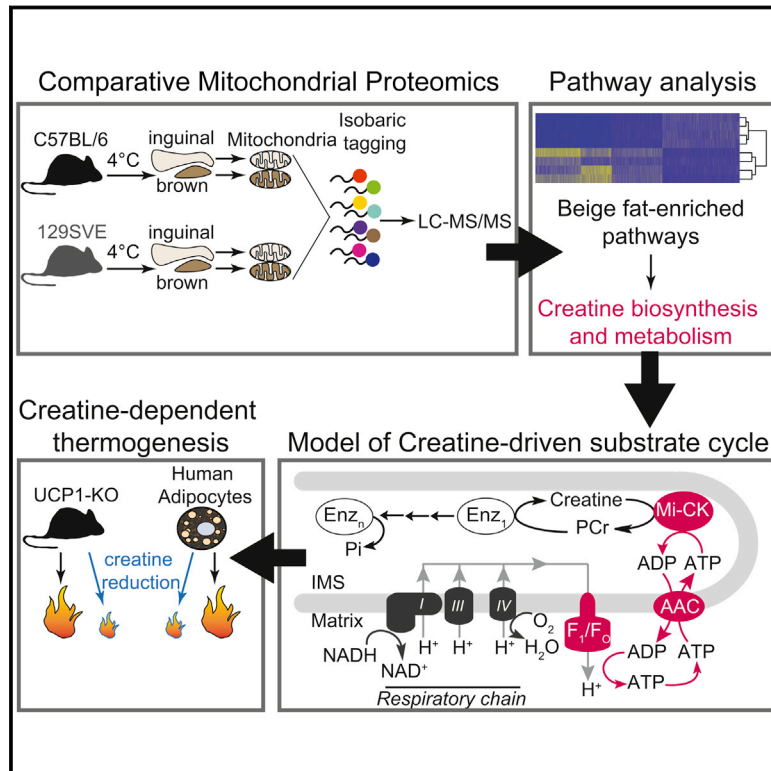 Comparative Mitochondrial Proteomics
C57BL/6
4°C
inguinal
brown
Mitochondria
Isobaric
tagging
LC-MS/MS
129SVE
4°C
inguinal
brown
Pathway analysis
Beige fat-enriched
pathways
Creatine biosynthesis
and metabolism
Creatine-dependent
thermogenesis
UCP1-KO
Human
Adipocytes
creatine
reduction
Model of Creatine-driven substrate cycle
Enzn
Pi
Enz1
Creatine
PCr
Mi-CK
ADP
ATP
IMS
Matrix
I
III
IV
AAC
O2
H2O
F1/FO
NADH
NAD+
H+
H+
H+
H+
ADP
ATP
ATP
Respiratory chain